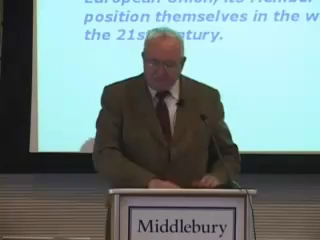 European Union, its Member
position themselves in the w
the 21st century.
Middlebury